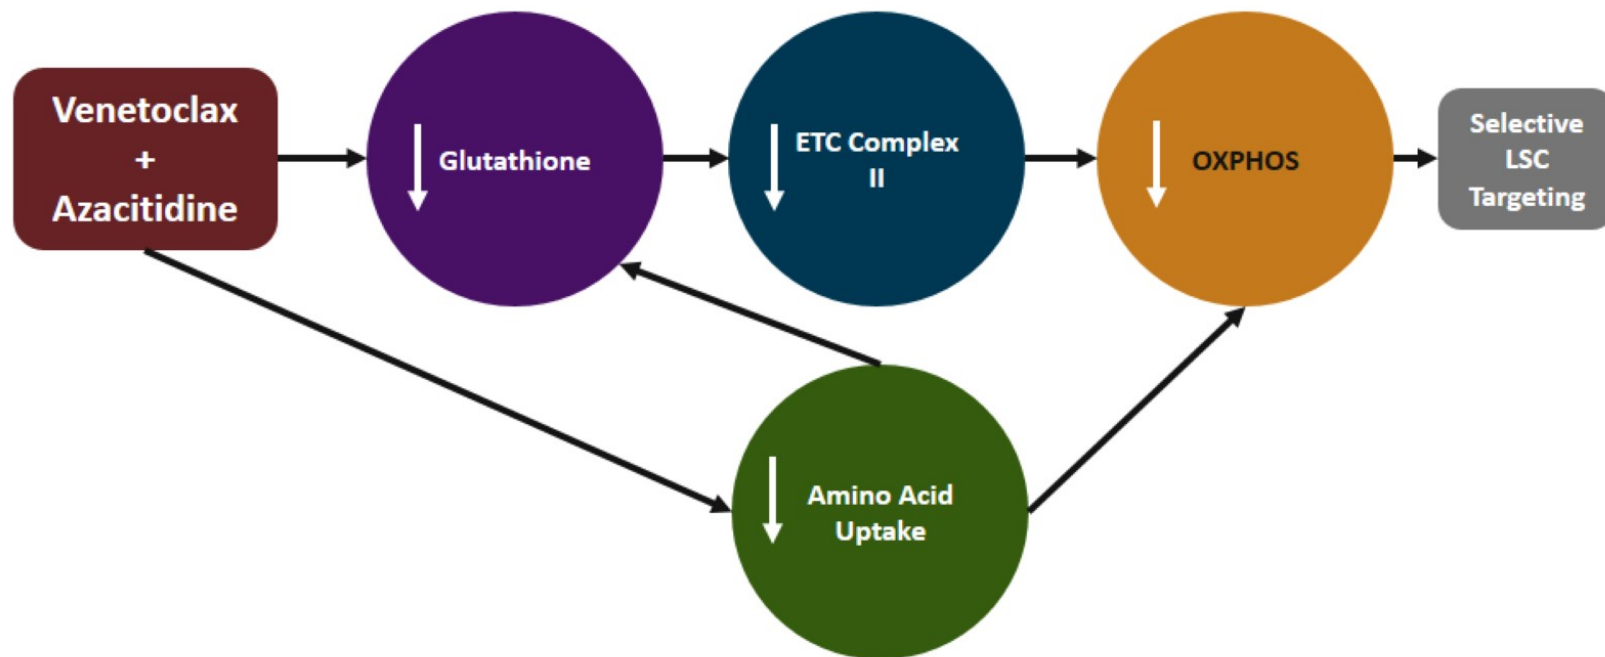 Venetoclax
+
Azacitidine
Glutathione
ETC Complex
II
OXPHOS
Selective
LSC
Targeting
Amino Acid
Uptake